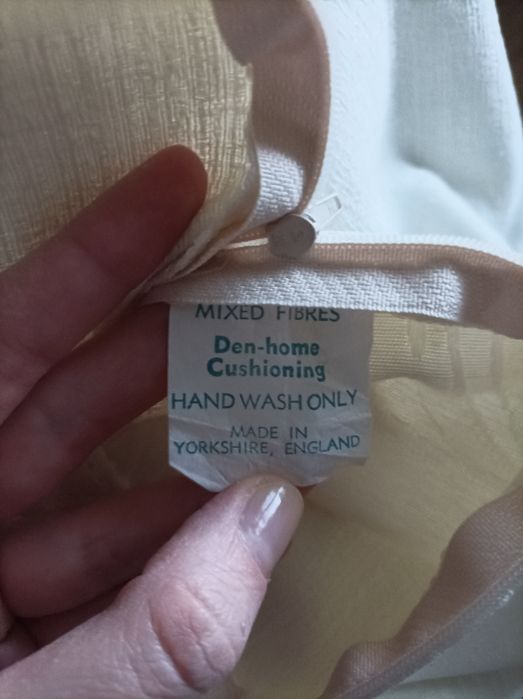 MIXED FIBRES
Den-home
Cushioning
HAND WASH ONLY
MADE IN
YORKSHIRE, ENGLAND